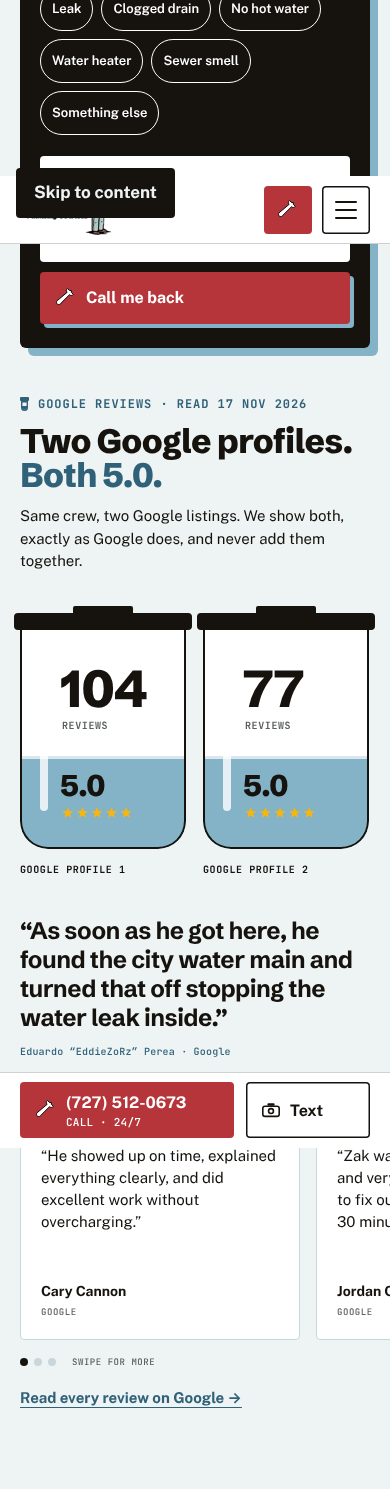 Leak
Clogged drain
No hot water
Water heater
Sewer smell
Something else
Skip to content
Call me back
GOOGLE REVIEWS · READ 17 NOV 2026
Two Google profiles.
Both 5.0.
Same crew, two Google listings. We show both,
exactly as Google does, and never add them
together.
104
REVIEWS
5.0
★★★★★
GOOGLE PROFILE 1
77
REVIEWS
5.0
★★★★★
GOOGLE PROFILE 2
“As soon as he got here, he
found the city water main and
turned that off stopping the
water leak inside.”
Eduardo “EddieZoRz” Perea · Google
(727) 512-0673
CALL · 24/7
Text
“He showed up on time, explained
everything clearly, and did
excellent work without
overcharging.”
Cary Cannon
GOOGLE
“Zak wa
and very
to fix ou
30 minu
Jordan C
GOOGLE
SWIPE FOR MORE
Read every review on Google →